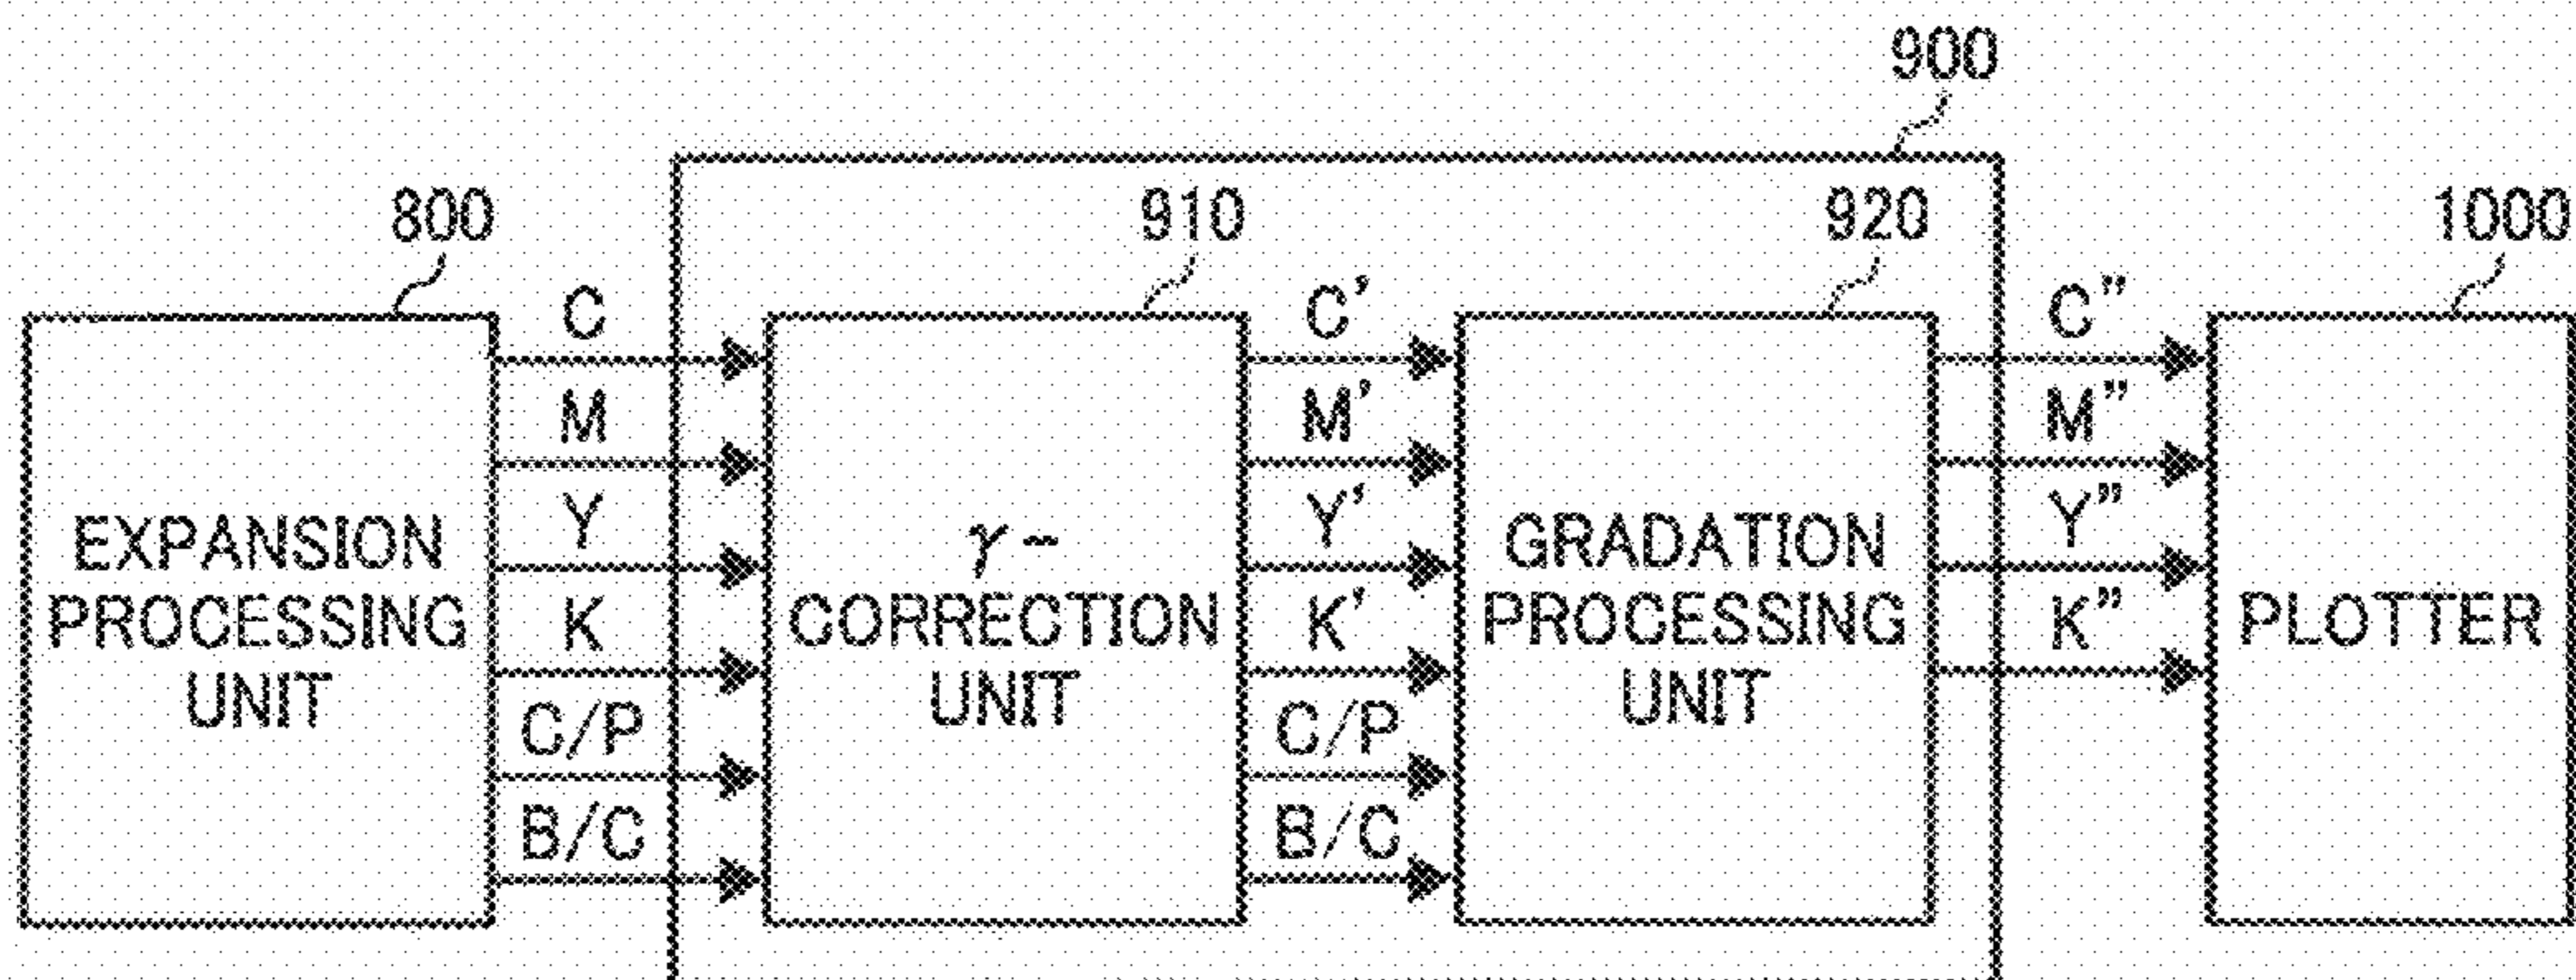 900
800
910
920
1000
C
M
Y
K
C/P
B/C
C’
M’
Y’
K’
C/P
B/C
C”
M”
Y”
K”
EXPANSION
PROCESSING
UNIT
γ-
CORRECTION
UNIT
GRADATION
PROCESSING
UNIT
PLOTTER